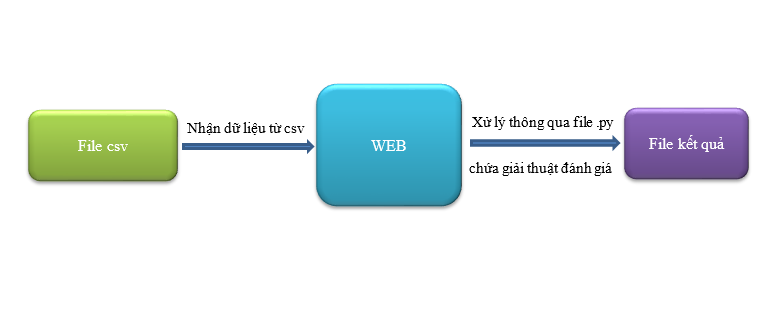 File csv
Nhận dữ liệu từ csv
WEB
Xử lý thông qua file .py
chứa giải thuật đánh giá
File kết quả